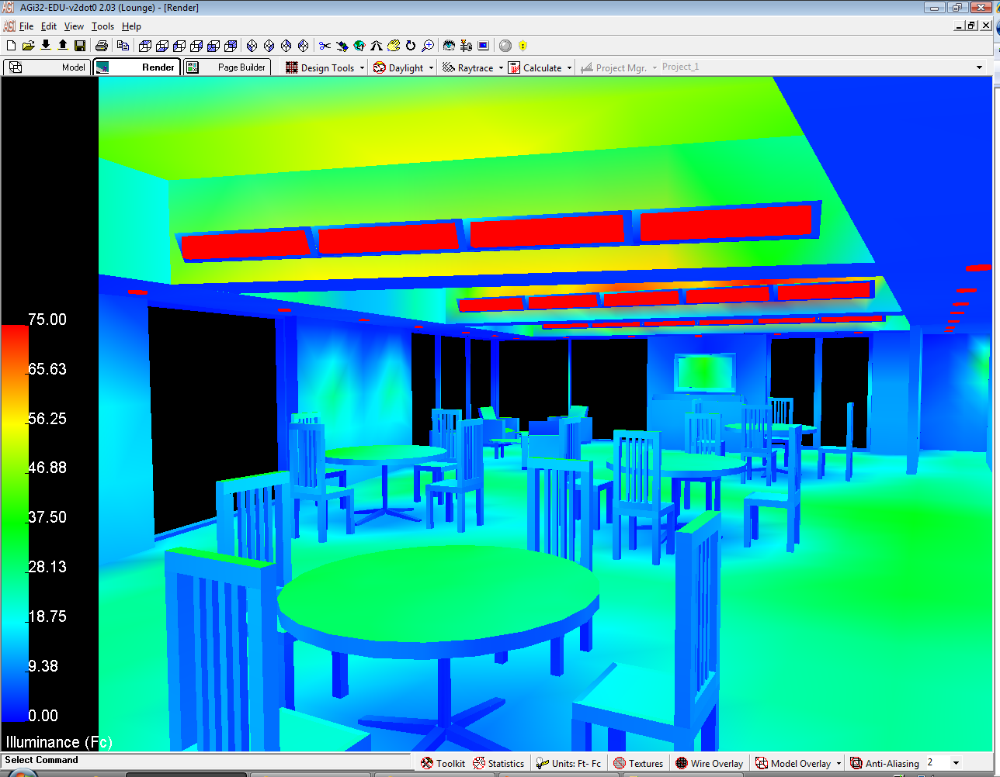 AGi32-EDU-v2dot0 2.03 (Lounge) - [Render]
File Edit View Tools Help
Model Render Page Builder Design Tools Daylight Raytrace Calculate Project Mgr. Project_1
75.00
65.63
56.25
46.88
37.50
28.13
18.75
9.38
0.00
Illuminance (Fc)
Select Command Toolkit Statistics Units: Ft- Fc Textures Wire Overlay Model Overlay Anti-Aliasing 2